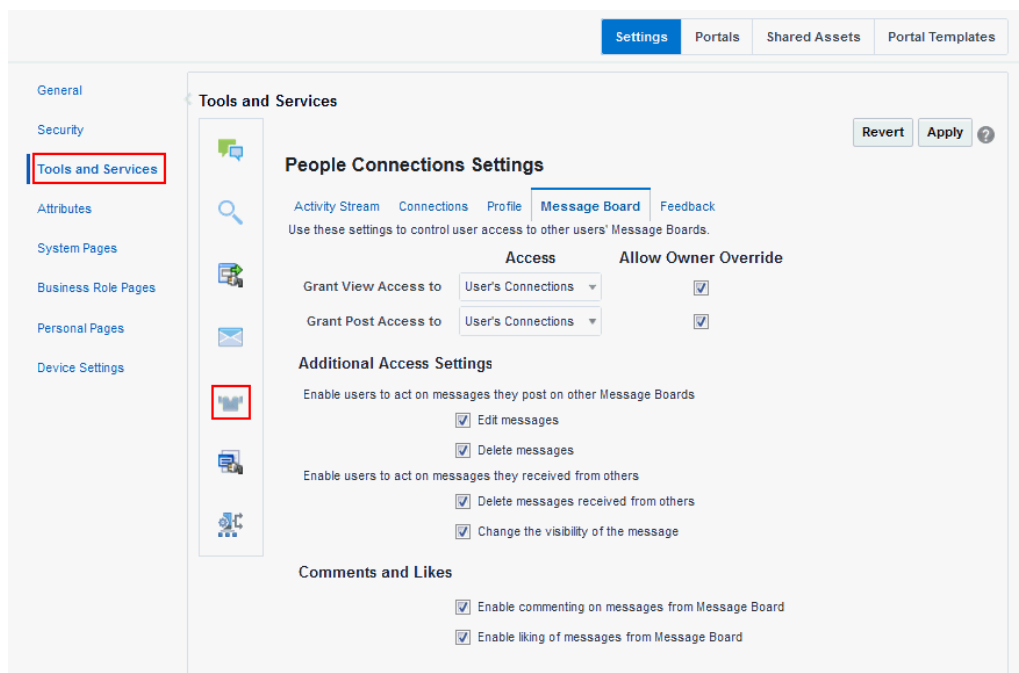 Settings Portals Shared Assets Portal Templates
General
Security
Tools and Services
Attributes
System Pages
Business Role Pages
Personal Pages
Device Settings
Tools and Services
Revert Apply ?
People Connections Settings
Activity Stream Connections Profile Message Board Feedback
Use these settings to control user access to other users' Message Boards.
Access Allow Owner Override
Grant View Access to User's Connections
Grant Post Access to User's Connections
Additional Access Settings
Enable users to act on messages they post on other Message Boards
Edit messages
Delete messages
Enable users to act on messages they received from others
Delete messages received from others
Change the visibility of the message
Comments and Likes
Enable commenting on messages from Message Board
Enable liking of messages from Message Board